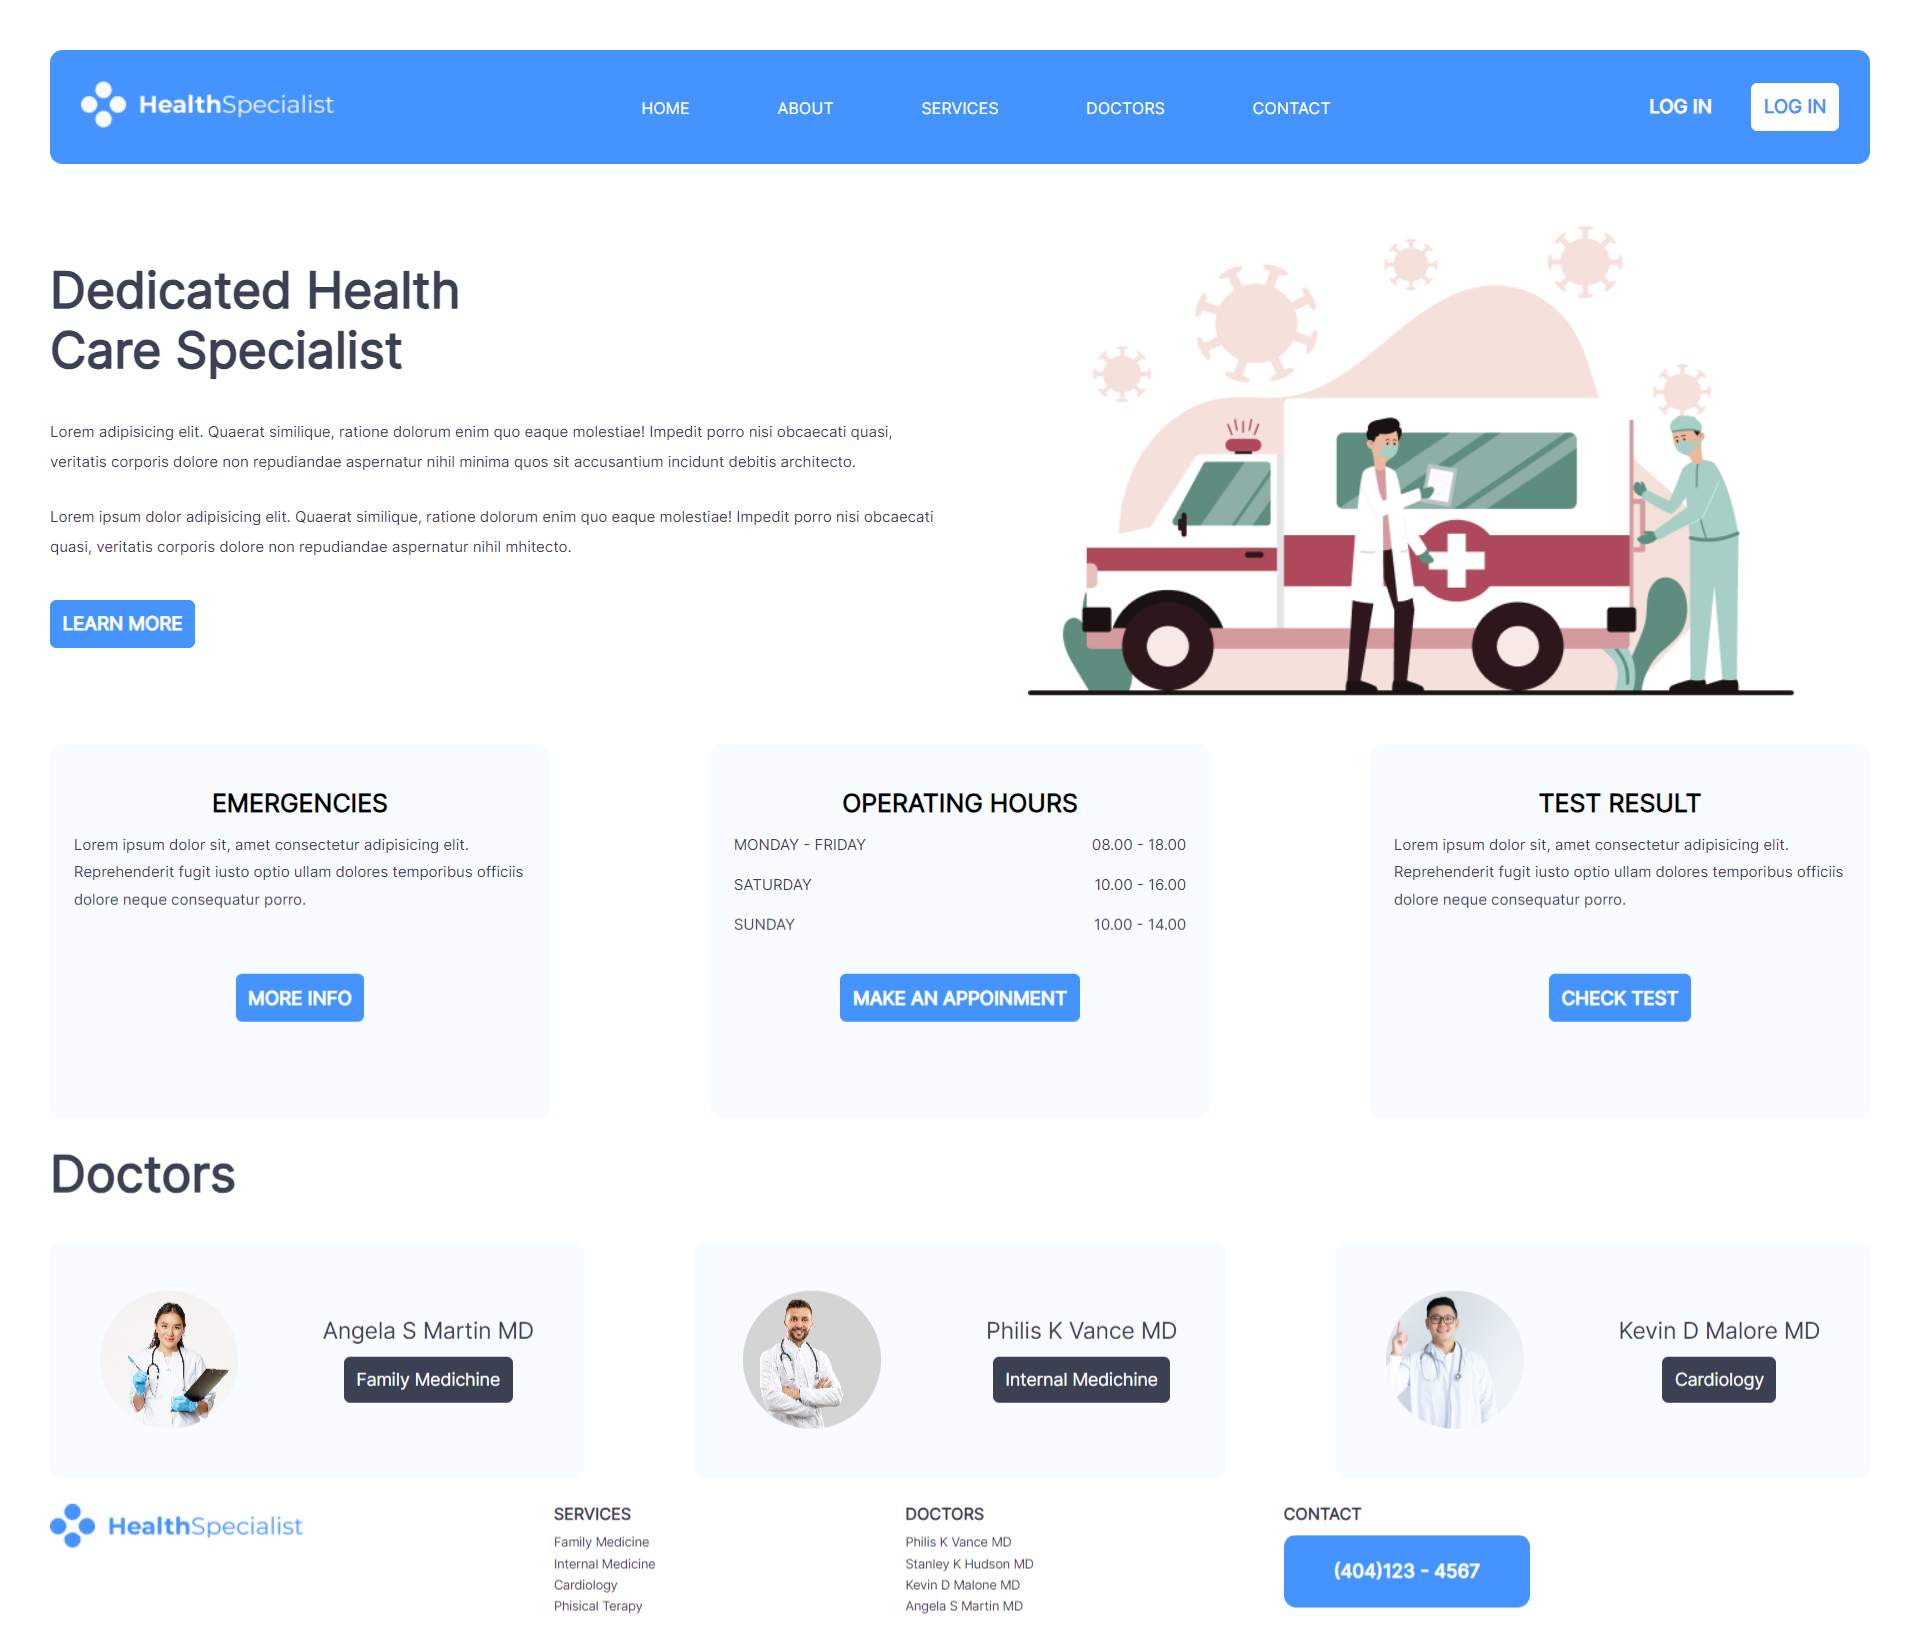 HealthSpecialist
HOME
ABOUT
SERVICES
DOCTORS
CONTACT
LOG IN
LOG IN
Dedicated Health
Care Specialist
Lorem adipisicing elit. Quaerat similique, ratione dolorum enim quo eaque molestiae! Impedit porro nisi obcaecati quasi,
veritatis corporis dolore non repudiandae aspernatur nihil minima quos sit accusantium incidunt debitis architecto.
Lorem ipsum dolor adipisicing elit. Quaerat similique, ratione dolorum enim quo eaque molestiae! Impedit porro nisi obcaecati
quasi, veritatis corporis dolore non repudiandae aspernatur nihil mhitecto.
LEARN MORE
EMERGENCIES
Lorem ipsum dolor sit, amet consectetur adipisicing elit.
Reprehenderit fugit iusto optio ullam dolores temporibus officiis
dolore neque consequatur porro.
MORE INFO
OPERATING HOURS
MONDAY - FRIDAY 08.00 - 18.00
SATURDAY 10.00 - 16.00
SUNDAY 10.00 - 14.00
MAKE AN APPOINMENT
TEST RESULT
Lorem ipsum dolor sit, amet consectetur adipisicing elit.
Reprehenderit fugit iusto optio ullam dolores temporibus officiis
dolore neque consequatur porro.
CHECK TEST
Doctors
Angela S Martin MD
Family Medichine
Philis K Vance MD
Internal Medichine
Kevin D Malore MD
Cardiology
HealthSpecialist
SERVICES
Family Medicine
Internal Medicine
Cardiology
Phisical Terapy
DOCTORS
Philis K Vance MD
Stanley K Hudson MD
Kevin D Malone MD
Angela S Martin MD
CONTACT
(404)123 - 4567